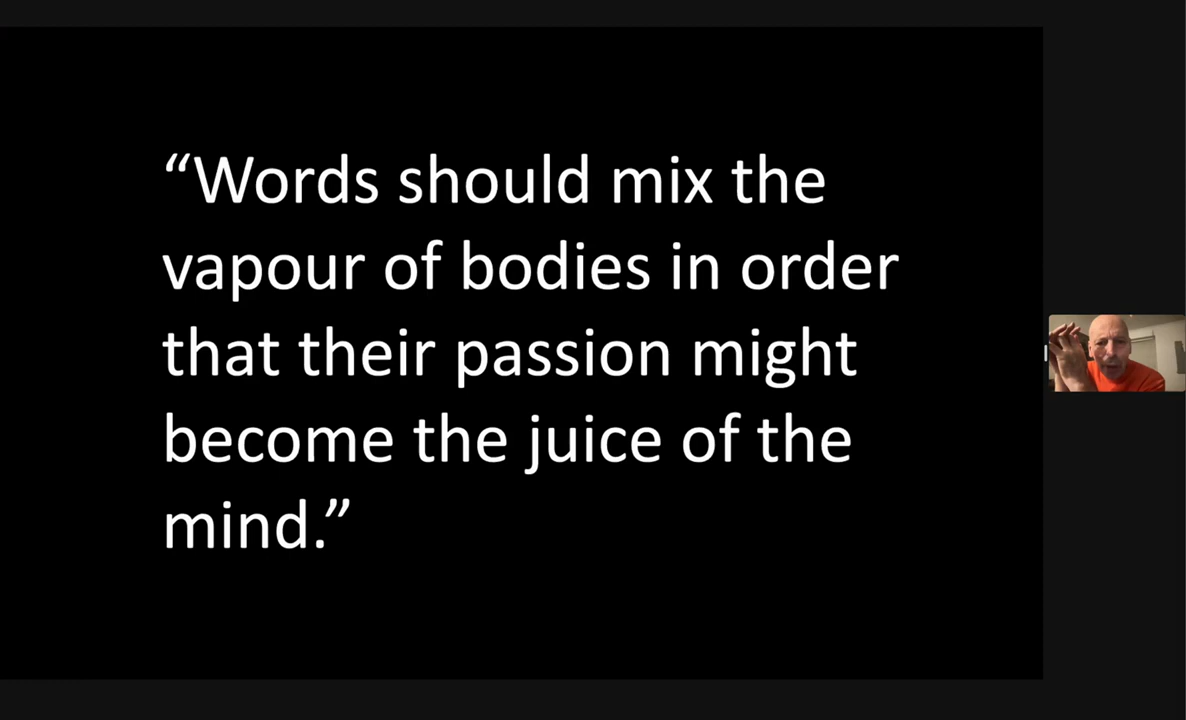 “Words should mix the
vapour of bodies in order
that their passion might
become the juice of the
mind.”